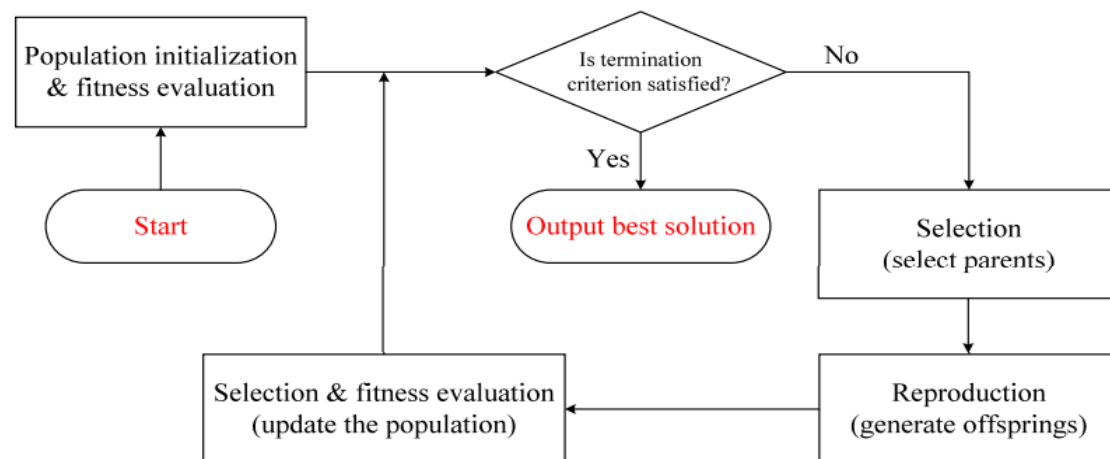 Population initialization
& fitness evaluation
Is termination
criterion satisfied?
No
Yes
Start
Output best solution
Selection
(select parents)
Selection & fitness evaluation
(update the population)
Reproduction
(generate offsprings)